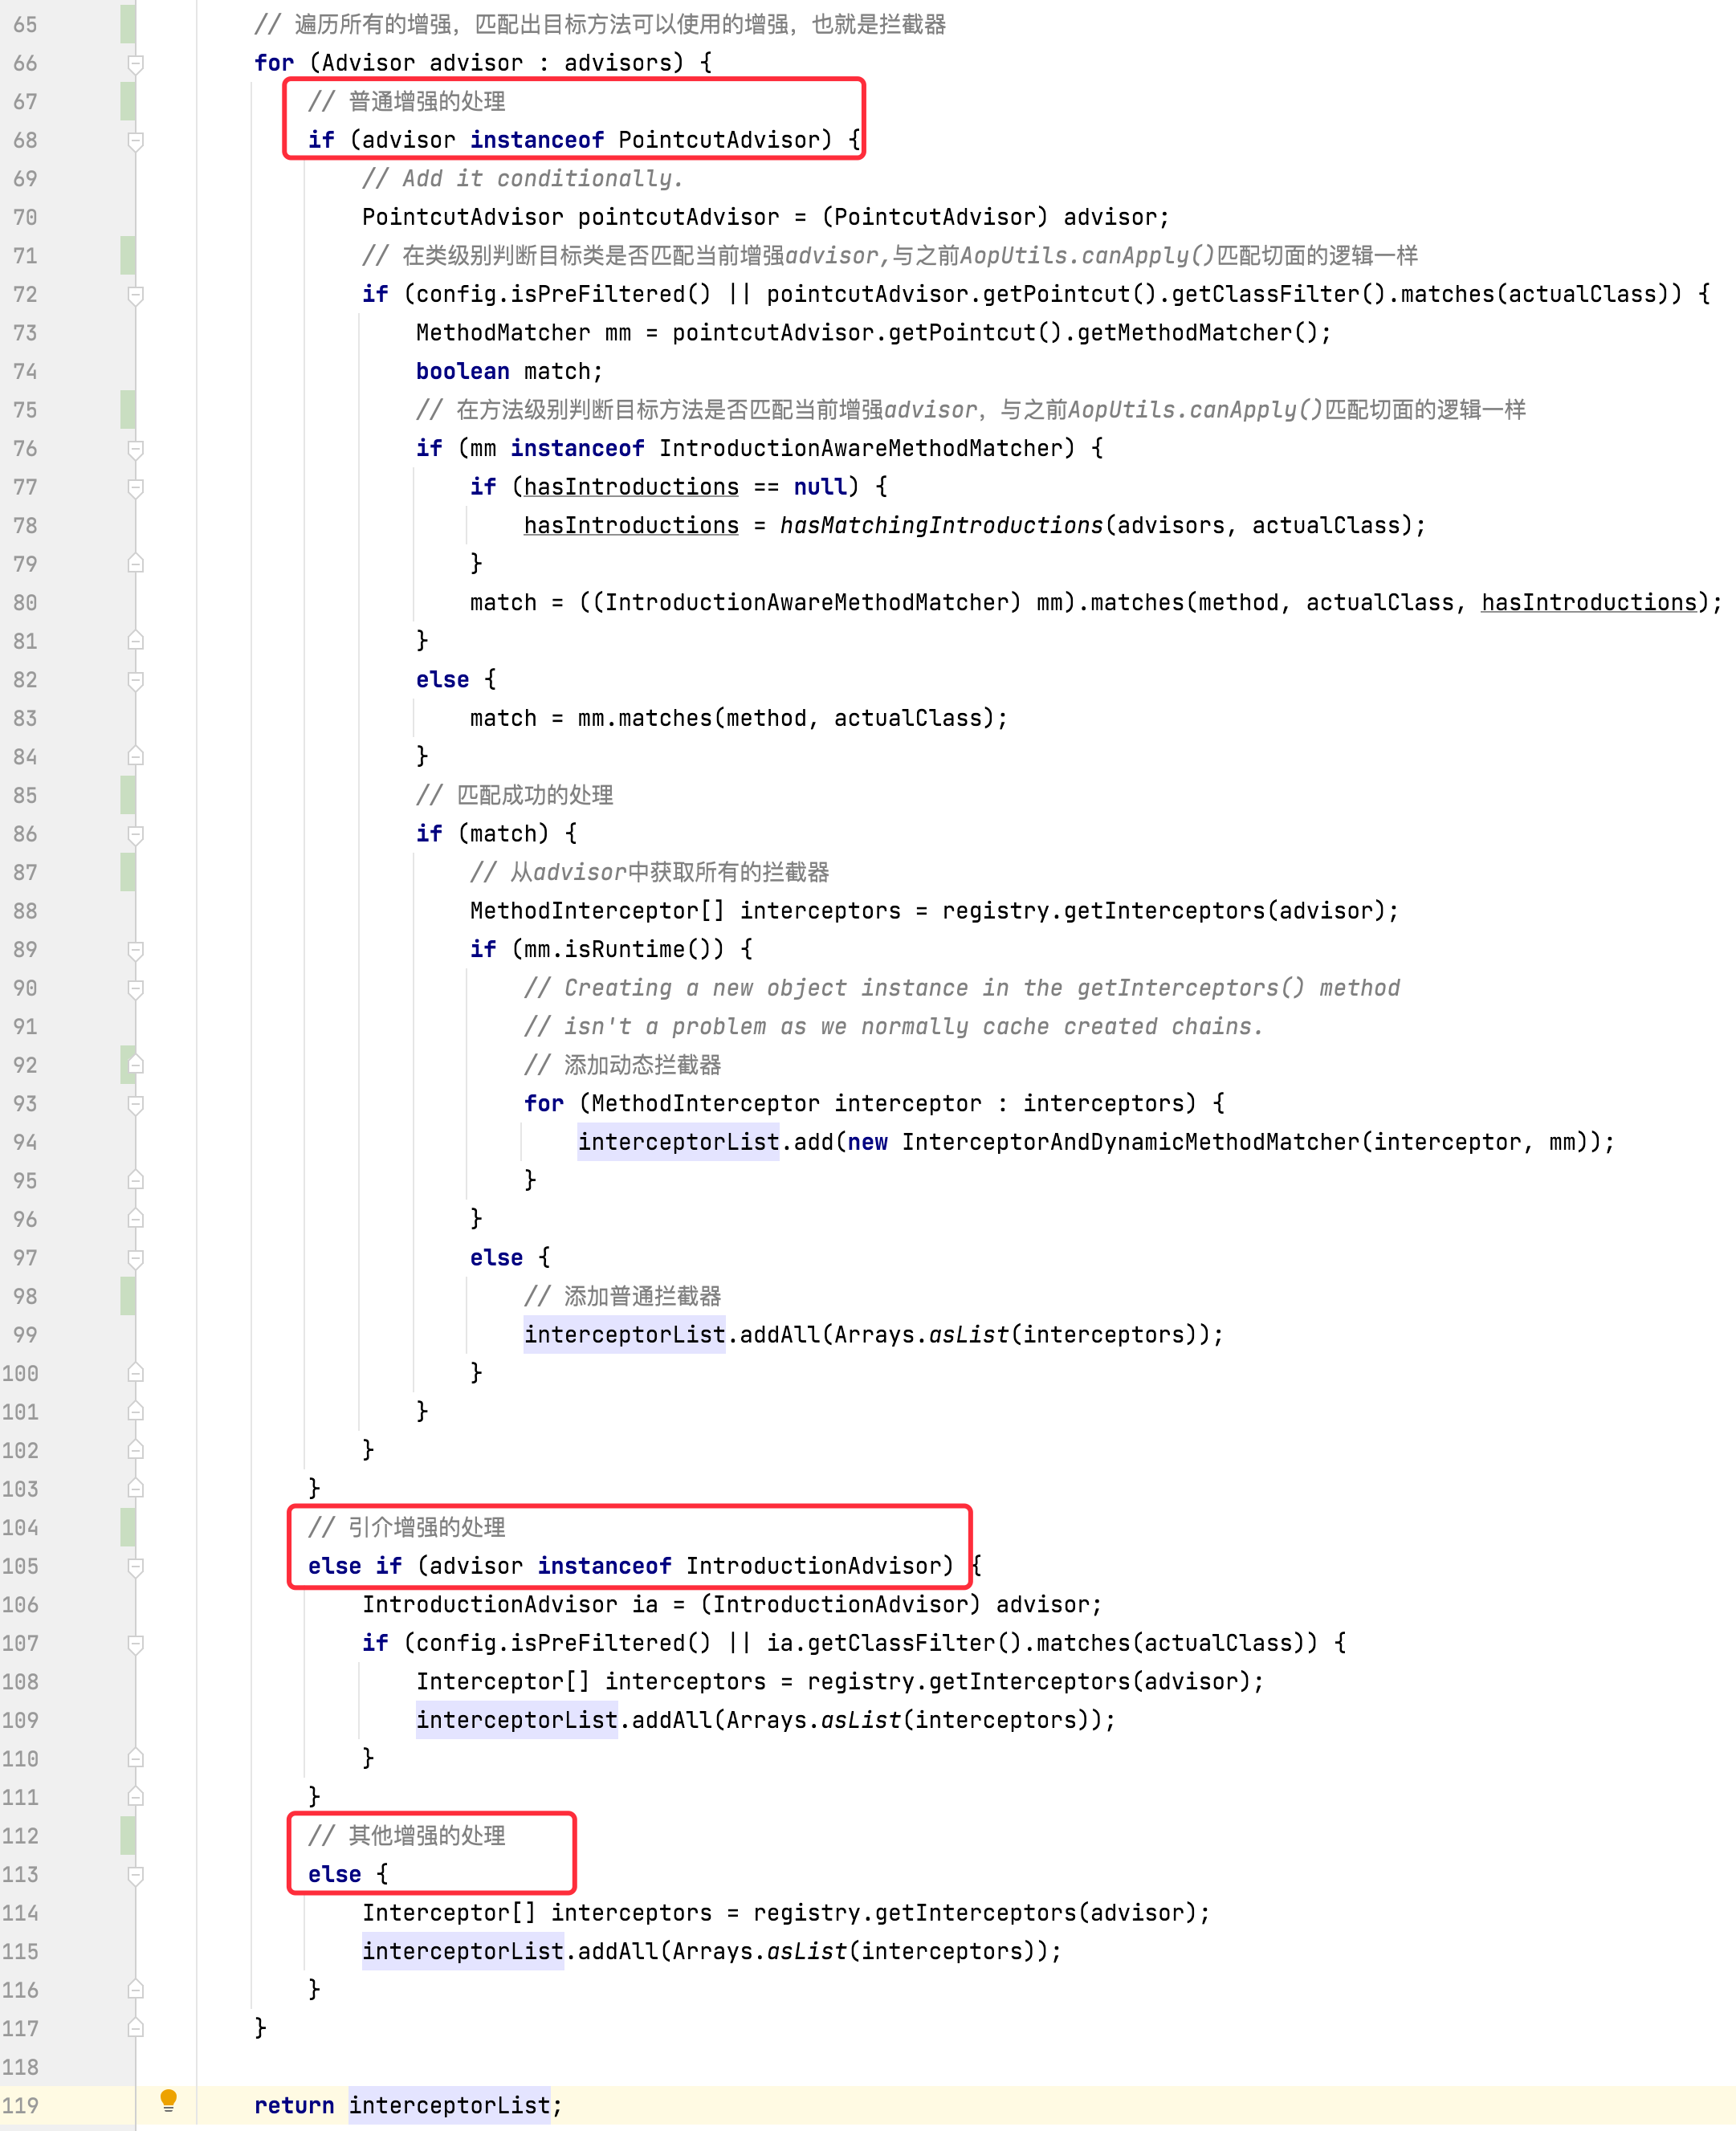 65 // 遍历所有的增强，匹配出目标方法可以使用的增强，也就是拦截器
66 for (Advisor advisor : advisors) {
67 // 普通增强的处理
68 if (advisor instanceof PointcutAdvisor) {
69 // Add it conditionally.
70 PointcutAdvisor pointcutAdvisor = (PointcutAdvisor) advisor;
71 // 在类级别判断目标类是否匹配当前增强advisor,与之前AopUtils.canApply()匹配切面的逻辑一样
72 if (config.isPreFiltered() || pointcutAdvisor.getPointcut().getClassFilter().matches(actualClass)) {
73 MethodMatcher mm = pointcutAdvisor.getPointcut().getMethodMatcher();
74 boolean match;
75 // 在方法级别判断目标方法是否匹配当前增强advisor，与之前AopUtils.canApply()匹配切面的逻辑一样
76 if (mm instanceof IntroductionAwareMethodMatcher) {
77 if (hasIntroductions == null) {
78 hasIntroductions = hasMatchingIntroductions(advisors, actualClass);
79 }
80 match = ((IntroductionAwareMethodMatcher) mm).matches(method, actualClass, hasIntroductions);
81 }
82 else {
83 match = mm.matches(method, actualClass);
84 }
85 // 匹配成功的处理
86 if (match) {
87 // 从advisor中获取所有的拦截器
88 MethodInterceptor[] interceptors = registry.getInterceptors(advisor);
89 if (mm.isRuntime()) {
90 // Creating a new object instance in the getInterceptors() method
91 // isn't a problem as we normally cache created chains.
92 // 添加动态拦截器
93 for (MethodInterceptor interceptor : interceptors) {
94 interceptorList.add(new InterceptorAndDynamicMethodMatcher(interceptor, mm));
95 }
96 }
97 else {
98 // 添加普通拦截器
99 interceptorList.addAll(Arrays.asList(interceptors));
100 }
101 }
102 }
103 }
104 // 引介增强的处理
105 else if (advisor instanceof IntroductionAdvisor) {
106 IntroductionAdvisor ia = (IntroductionAdvisor) advisor;
107 if (config.isPreFiltered() || ia.getClassFilter().matches(actualClass)) {
108 Interceptor[] interceptors = registry.getInterceptors(advisor);
109 interceptorList.addAll(Arrays.asList(interceptors));
110 }
111 }
112 // 其他增强的处理
113 else {
114 Interceptor[] interceptors = registry.getInterceptors(advisor);
115 interceptorList.addAll(Arrays.asList(interceptors));
116 }
117 }
118
119 return interceptorList;